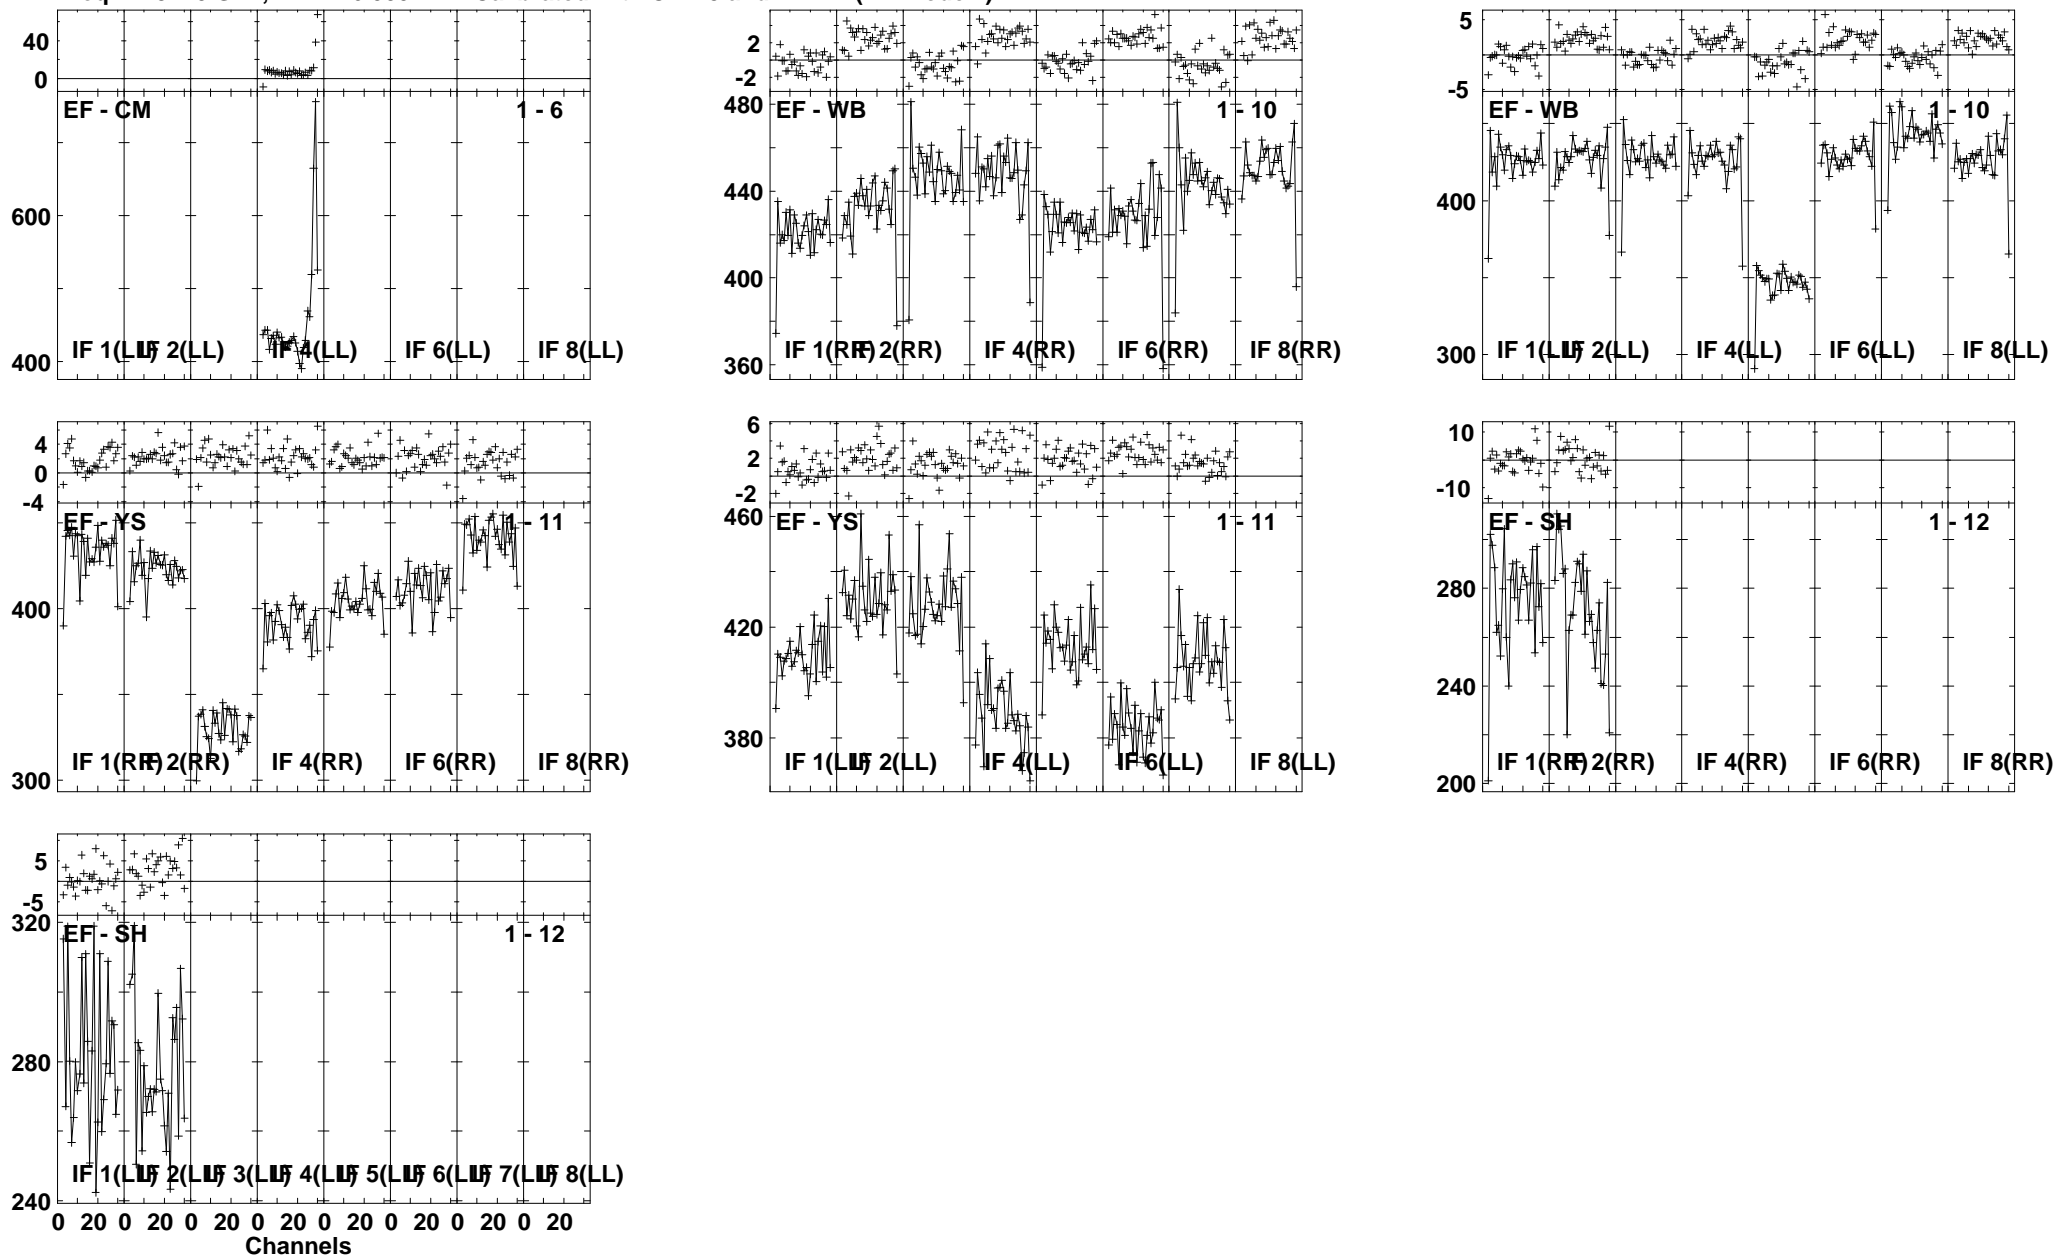 40
0
EF - CM 1 - 6
600
400
IF 1(LL) IF 2(LL) IF 4(LL) IF 6(LL) IF 8(LL)
2
-2
EF - WB 1 - 10
480
440
400
360
IF 1(RR) IF 2(RR) IF 4(RR) IF 6(RR) IF 8(RR)
5
-5
EF - WB 1 - 10
400
300
IF 1(LL) IF 2(LL) IF 4(LL) IF 6(LL) IF 8(LL)
4
0
-4
EF - YS 1 - 11
400
300
IF 1(RR) IF 2(RR) IF 4(RR) IF 6(RR) IF 8(RR)
6
2
-2
EF - YS 1 - 11
460
420
380
IF 1(LL) IF 2(LL) IF 4(LL) IF 6(LL) IF 8(LL)
10
-10
EF - SH 1 - 12
280
240
200
IF 1(RR) IF 2(RR) IF 4(RR) IF 6(RR) IF 8(RR)
5
-5
EF - SH 1 - 12
320
280
240
IF 1(LL) IF 2(LL) IF 3(LL) IF 4(LL) IF 5(LL) IF 6(LL) IF 7(LL) IF 8(LL)
0 20 0 20 0 20 0 20 0 20 0 20 0 20 0 20
Channels